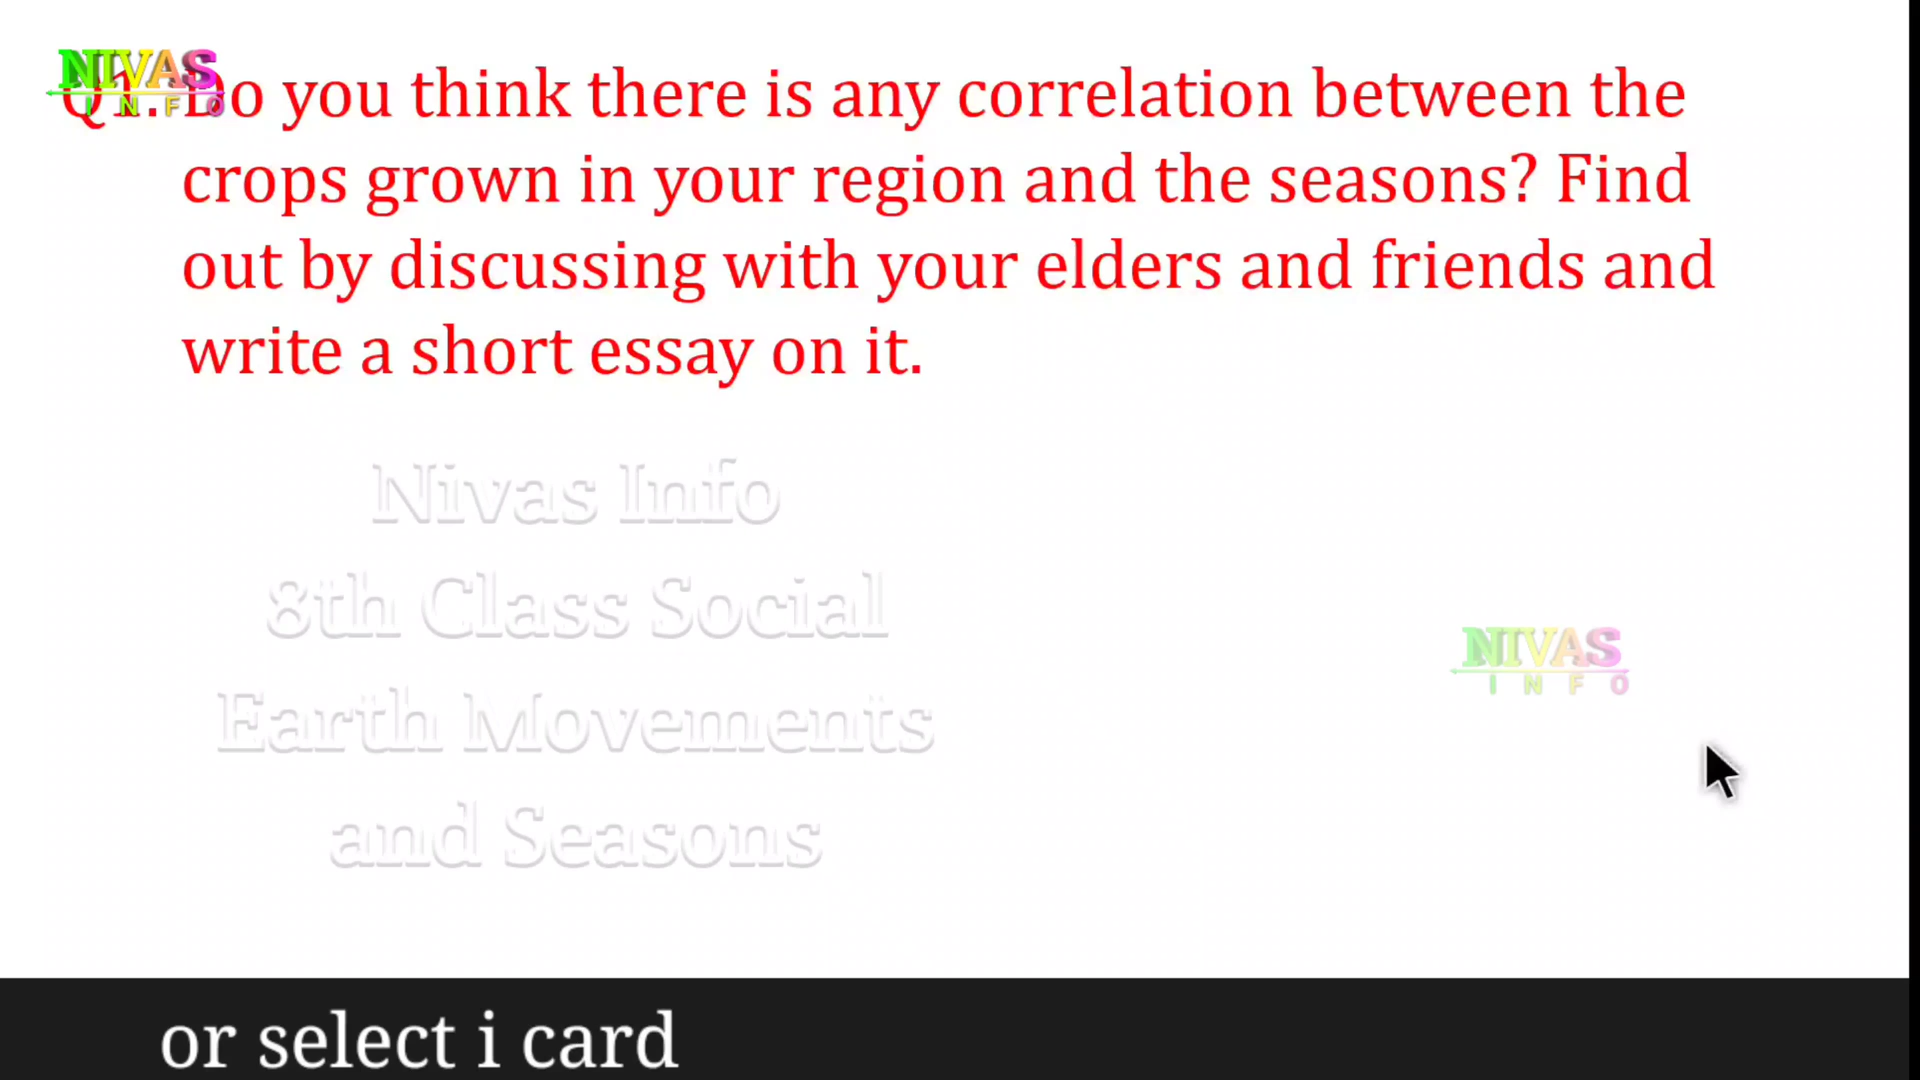 NIVAS
INFO
Q1. Do you think there is any correlation between the
crops grown in your region and the seasons? Find
out by discussing with your elders and friends and
write a short essay on it.
Nivas Info
8th Class Social
Earth Movements
and Seasons
NIVAS
INFO
or select i card